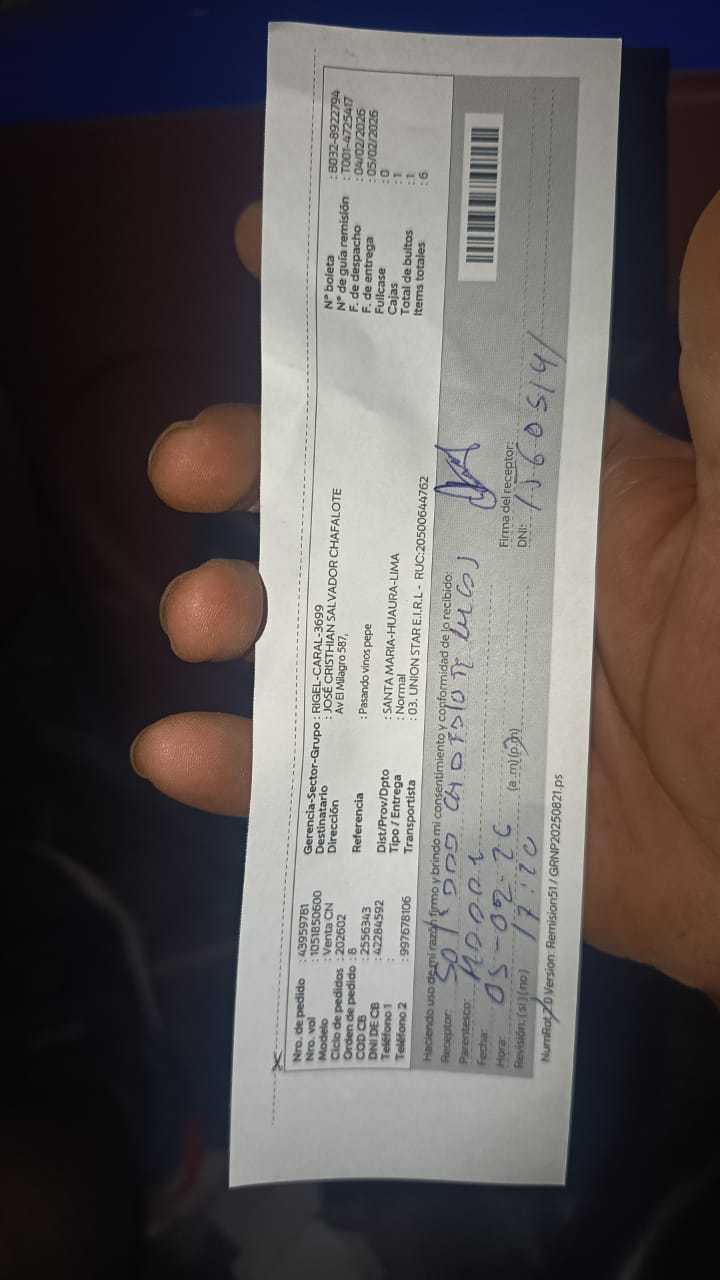 Nro. de pedido : 43959781
Nro. vol : 1051850600
Modelo : Venta CN
Ciclo de pedidos : 202602
Orden de pedido : 8
COD CB : 2556343
DNI DE CB : 42284592
Teléfono 1 :
Teléfono 2 : 997678106
Gerencia-Sector-Grupo : RIGEL-CARAL-3699
Destinatario : JOSÉ CRISTHIAN SALVADOR CHAFALOTE
Dirección Av El Milagro 587,
Referencia : Pasando vinos pepe
Dist/Prov/Dpto : SANTA MARIA-HUAURA-LIMA
Tipo / Entrega : Normal
Transportista : 03. UNION STAR E.I.R.L - RUC:20500644762
N° boleta : B032-8922794
N° de guía remisión : T001-4725417
F. de despacho : 04/02/2026
F. de entrega : 05/02/2026
Fullcase : 0
Cajas : 1
Total de bultos : 1
Items totales : 6
Haciendo uso de mi razón firmo y brindo mi consentimiento y conformidad de lo recibido:
Receptor:
Parentesco:
Fecha: 05-02-26
Hora: 17:20 (a.m)(p.m)
Revisión: (si) (no)
Firma del receptor:
DNI: 15605141
NumRot 7.0 Version: Remision51 / GRNP20250821.ps